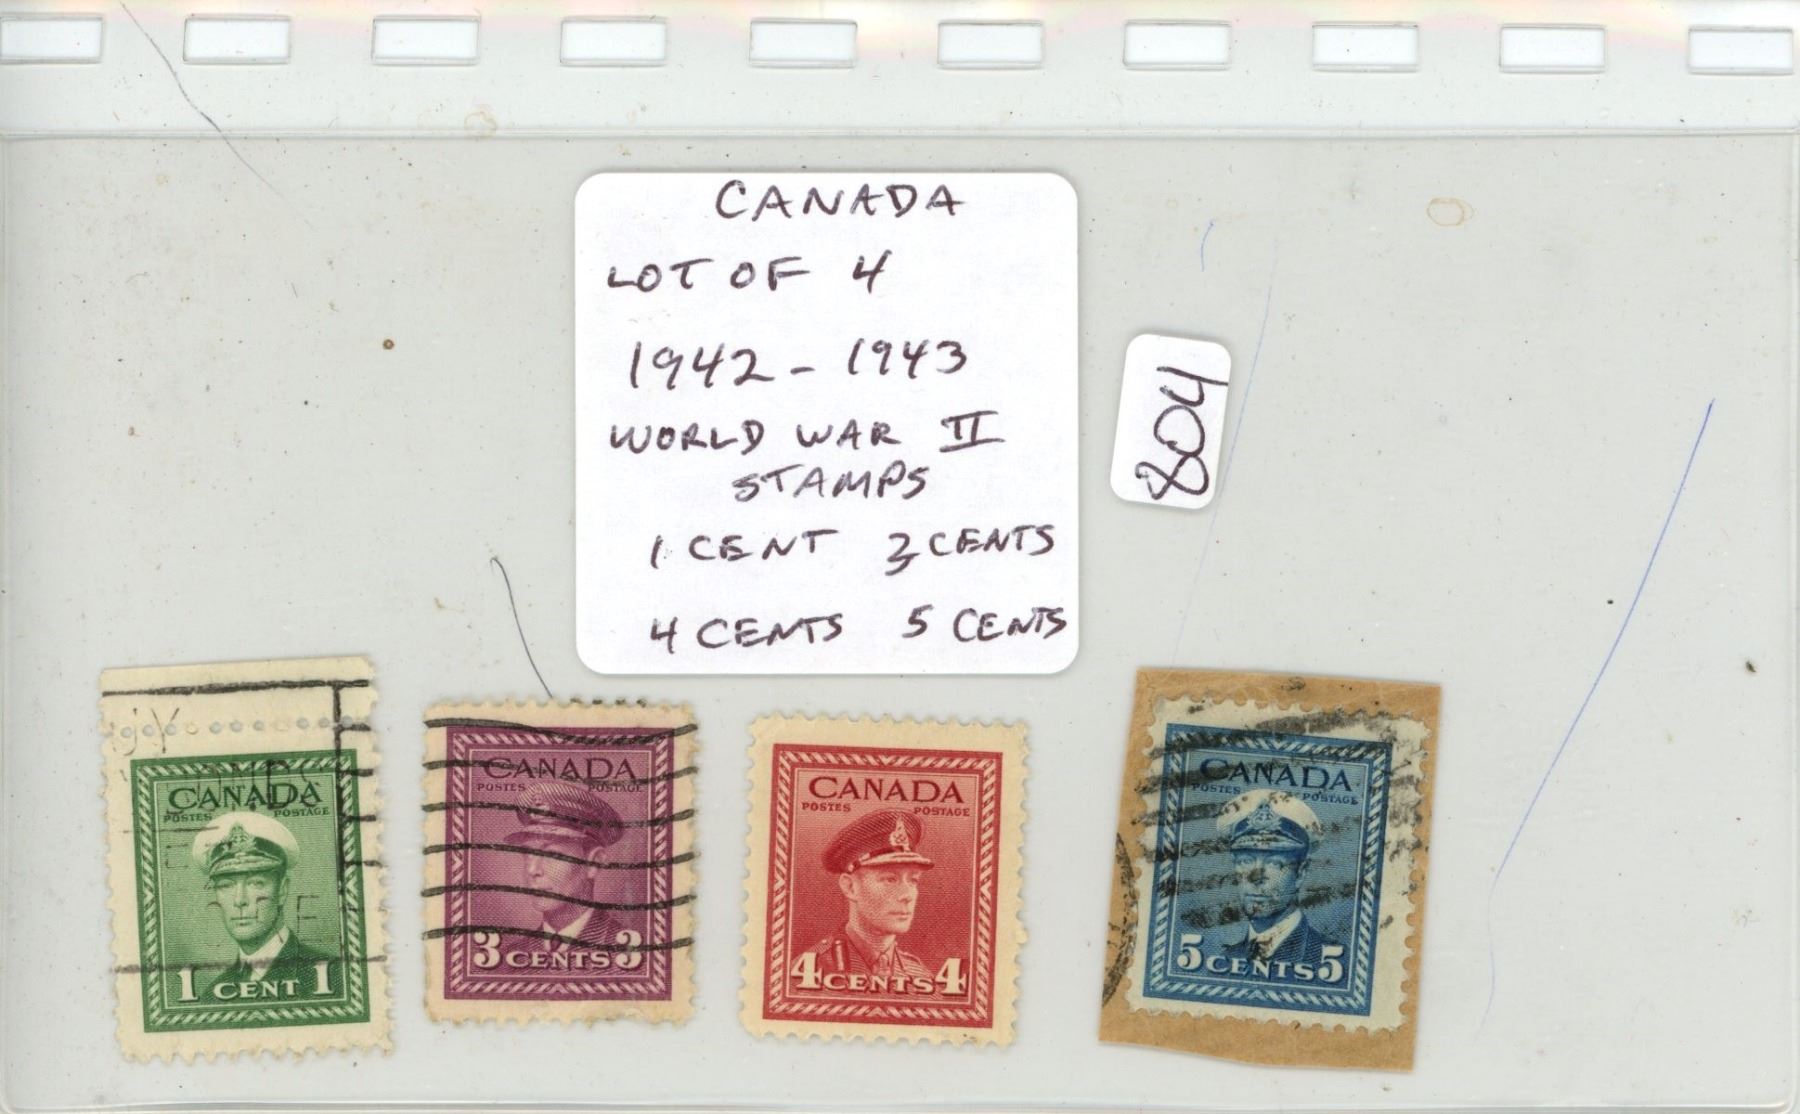 CANADA
LOT OF 4
1942 - 1943
WORLD WAR II
STAMPS
1 CENT 3 CENTS
4 CENTS 5 CENTS
804
CANADA
POSTES POSTAGE
1 CENT 1
CANADA
POSTES POSTAGE
3 CENTS 3
CANADA
POSTES POSTAGE
4 CENTS 4
CANADA
POSTES POSTAGE
5 CENTS 5